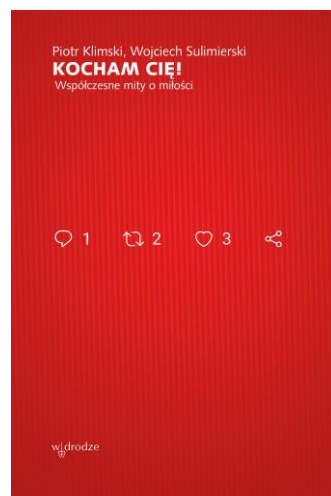 Piotr Klimski, Wojciech Sulimierski
KOCHAM CIĘ!
Współczesne mity o miłości
1 2 3
w drodze